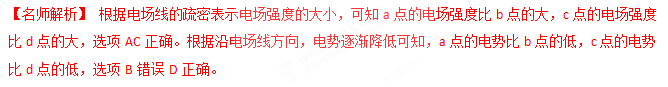 【名师解析】 根据电场线的疏密表示电场强度的大小，可知 a 点的电场强度比 b 点的大，c 点的电场强度
比 d 点的大，选项 AC 正确。根据沿电场线方向，电势逐渐降低可知，a 点的电势比 b 点的低，c 点的电势
比 d 点的低，选项 B 错误 D 正确。